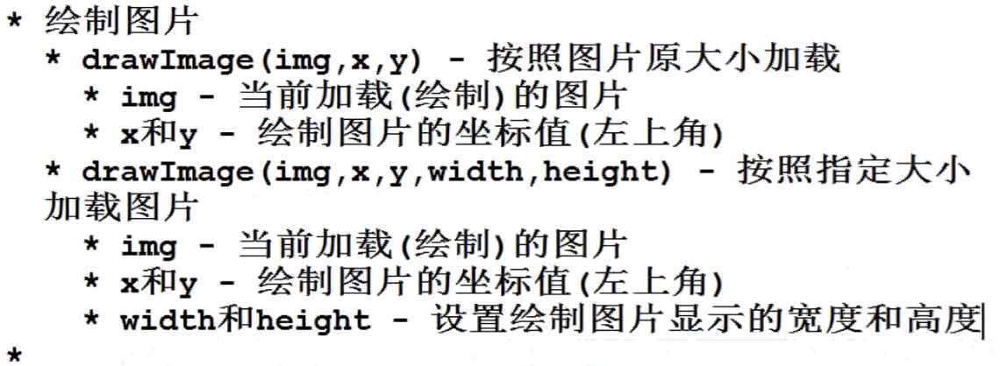 * 绘制图片
* drawImage(img,x,y) - 按照图片原大小加载
* img - 当前加载(绘制)的图片
* x和y - 绘制图片的坐标值(左上角)
* drawImage(img,x,y,width,height) - 按照指定大小
加载图片
* img - 当前加载(绘制)的图片
* x和y - 绘制图片的坐标值(左上角)
* width和height - 设置绘制图片显示的宽度和高度
*